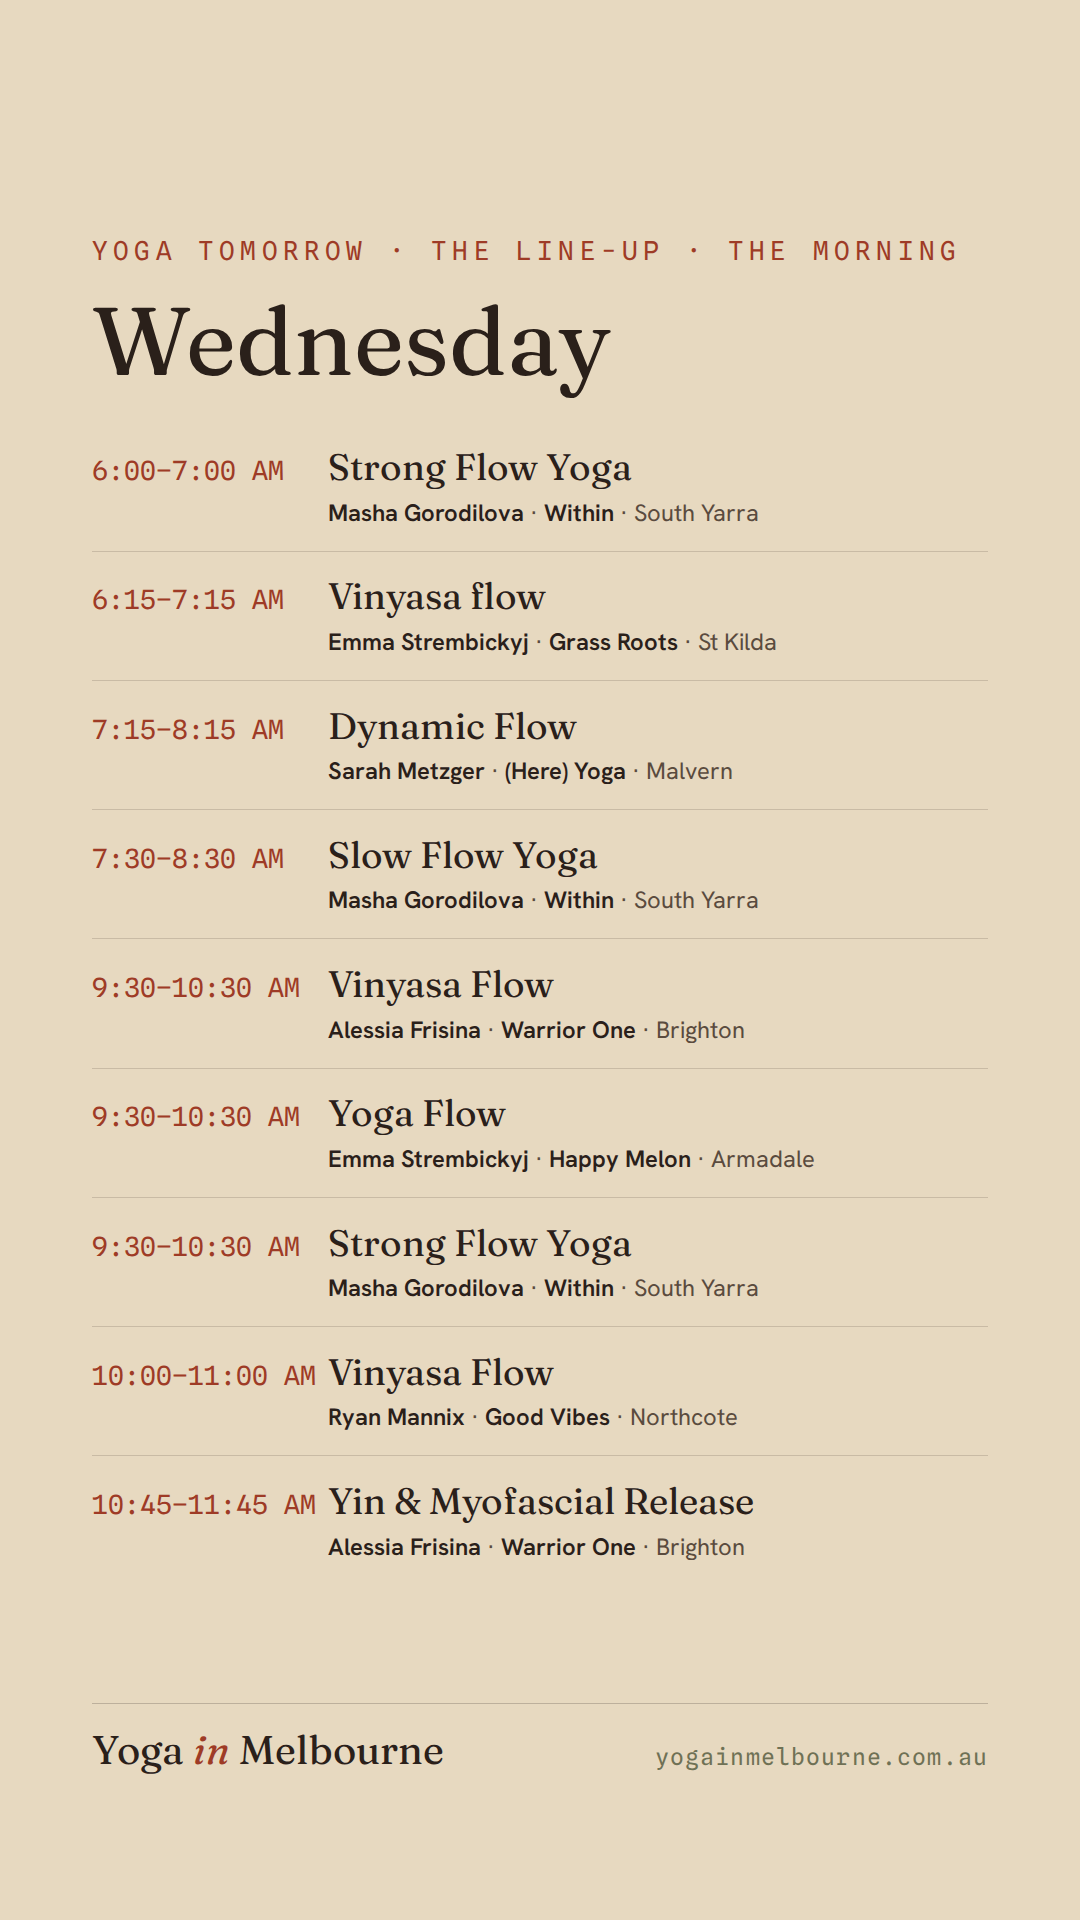 YOGA TOMORROW · THE LINE-UP · THE MORNING
Wednesday
6:00–7:00 AM Strong Flow Yoga
Masha Gorodilova · Within · South Yarra
6:15–7:15 AM Vinyasa flow
Emma Strembickyj · Grass Roots · St Kilda
7:15–8:15 AM Dynamic Flow
Sarah Metzger · (Here) Yoga · Malvern
7:30–8:30 AM Slow Flow Yoga
Masha Gorodilova · Within · South Yarra
9:30–10:30 AM Vinyasa Flow
Alessia Frisina · Warrior One · Brighton
9:30–10:30 AM Yoga Flow
Emma Strembickyj · Happy Melon · Armadale
9:30–10:30 AM Strong Flow Yoga
Masha Gorodilova · Within · South Yarra
10:00–11:00 AM Vinyasa Flow
Ryan Mannix · Good Vibes · Northcote
10:45–11:45 AM Yin & Myofascial Release
Alessia Frisina · Warrior One · Brighton
Yoga in Melbourne yogainmelbourne.com.au